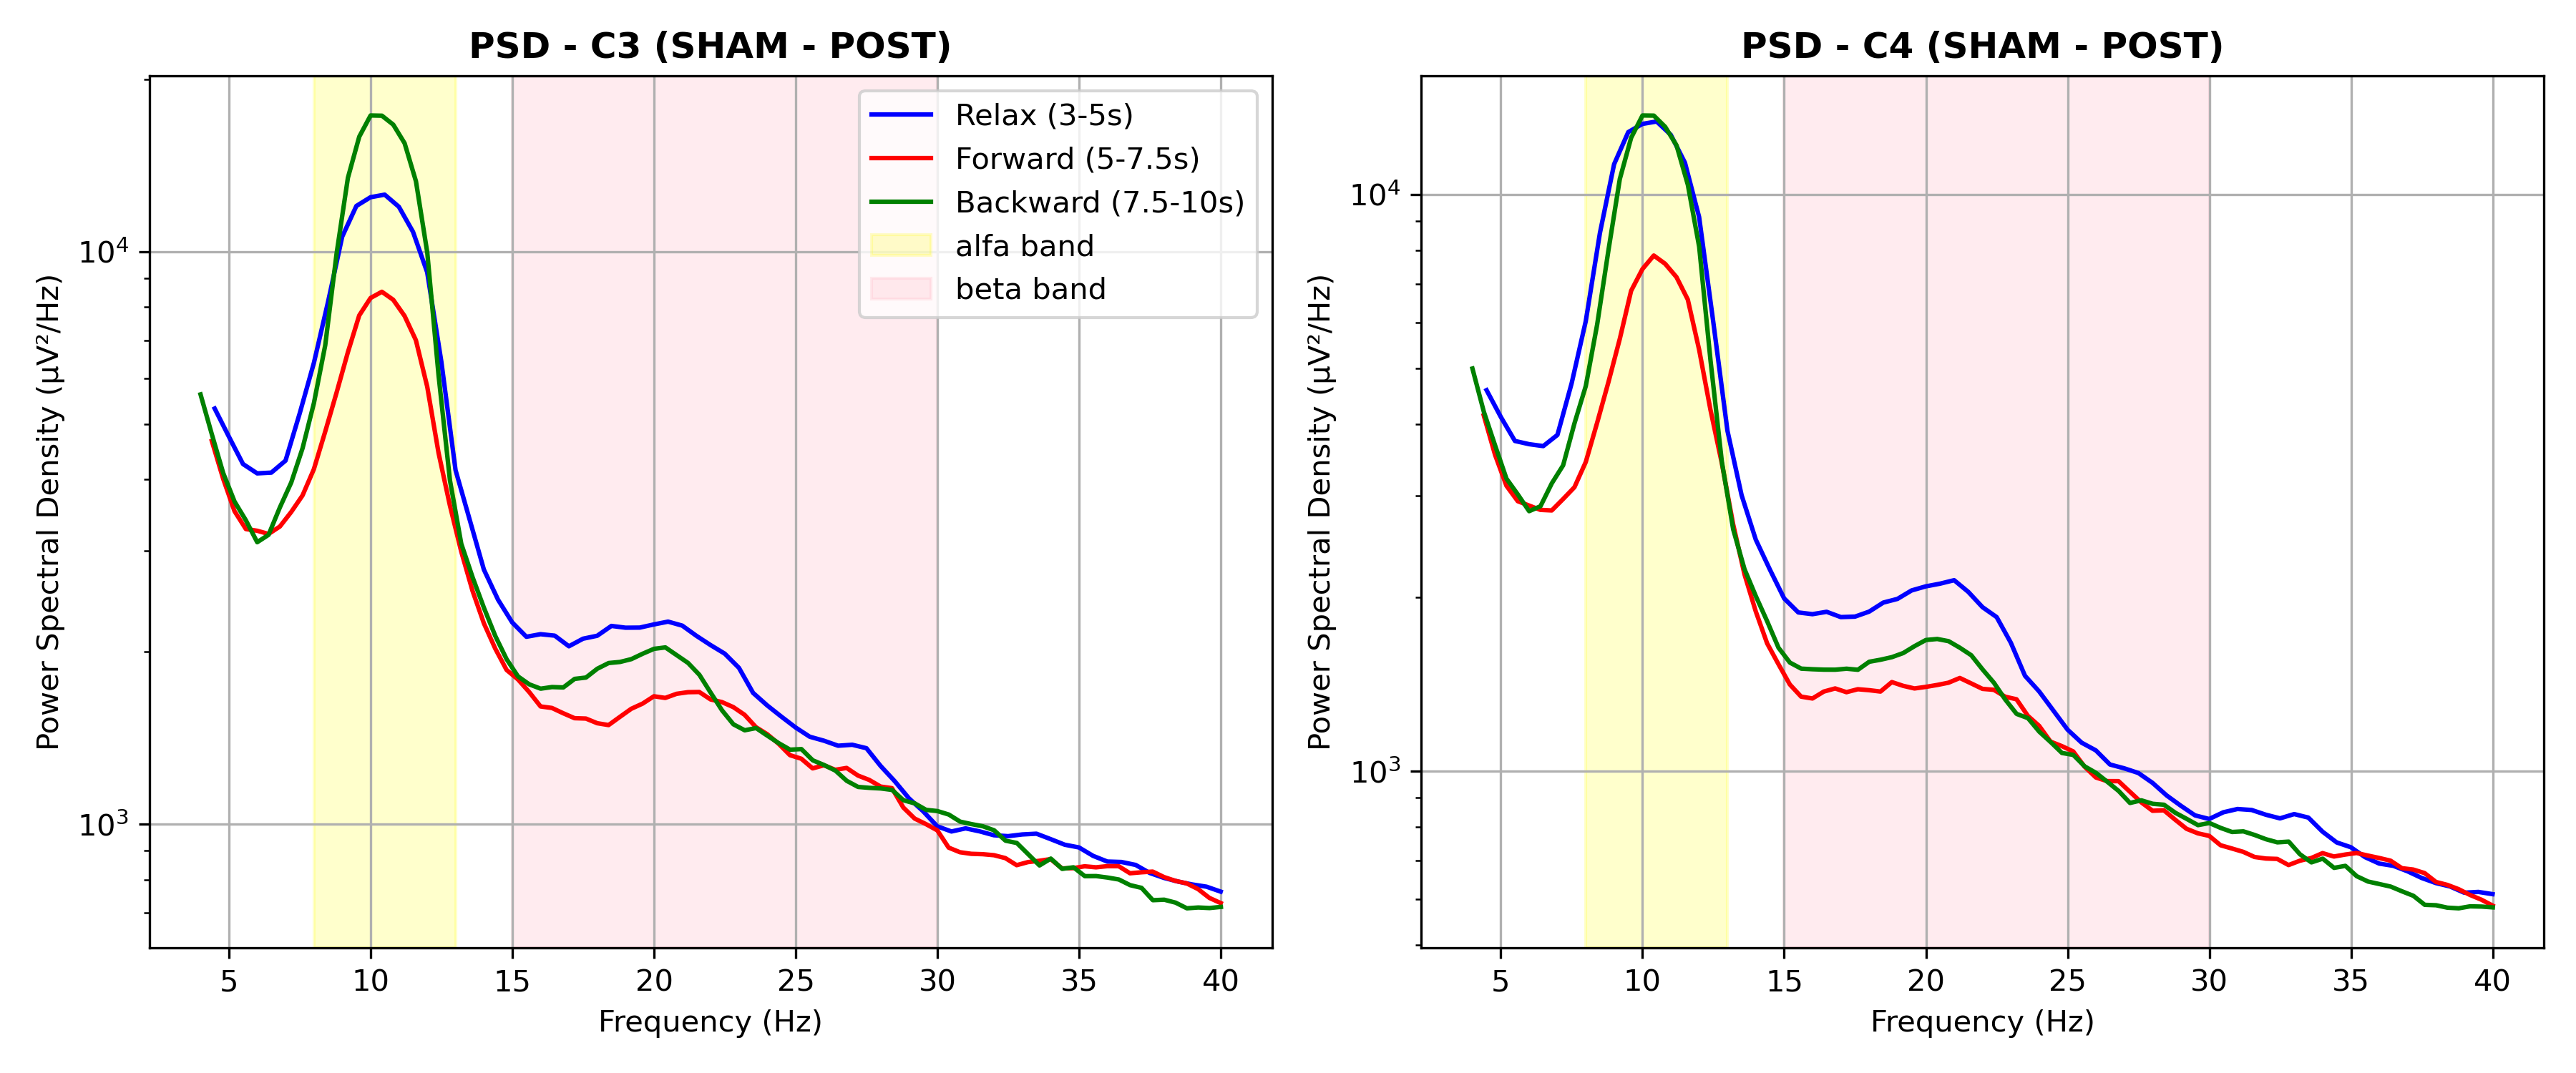 PSD - C3 (SHAM - POST)
Power Spectral Density (µV²/Hz)
10⁴
10³
Relax (3-5s)
Forward (5-7.5s)
Backward (7.5-10s)
alfa band
beta band
5 10 15 20 25 30 35 40
Frequency (Hz)
PSD - C4 (SHAM - POST)
Power Spectral Density (µV²/Hz)
10⁴
10³
5 10 15 20 25 30 35 40
Frequency (Hz)